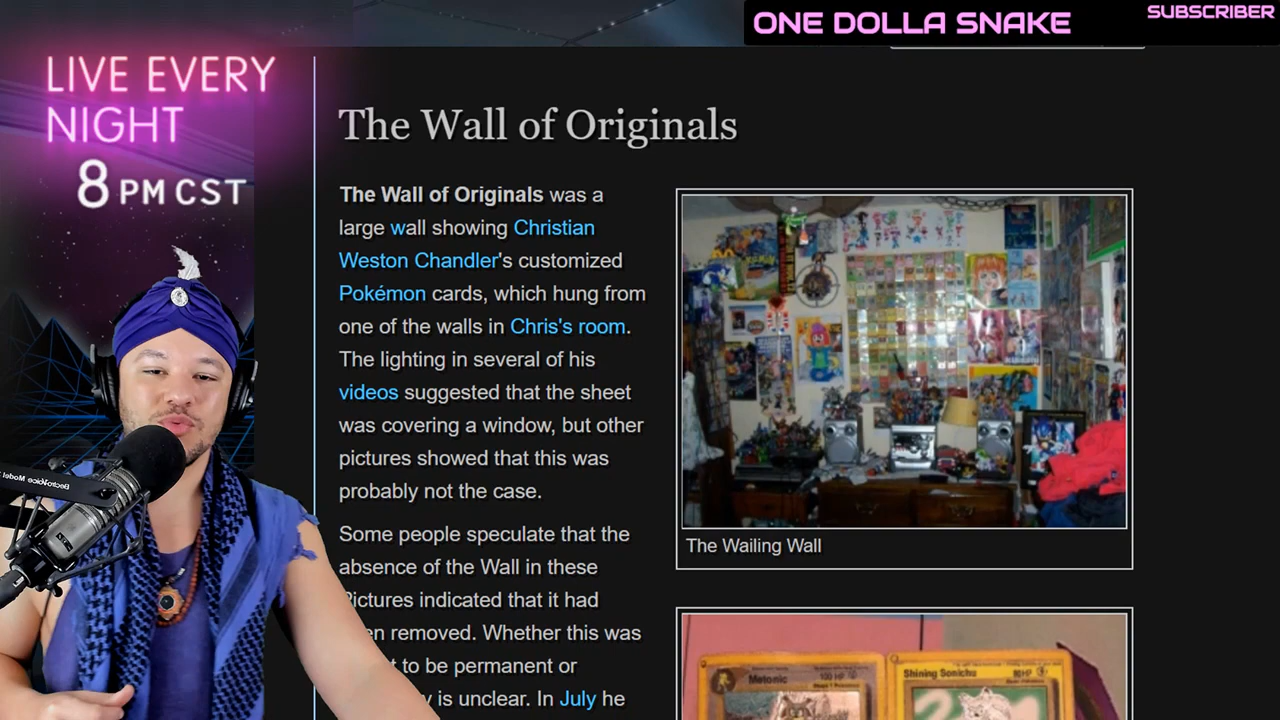 ONE DOLLA SNAKE
SUBSCRIBER
LIVE EVERY
NIGHT
8 PM CST
The Wall of Originals
The Wall of Originals was a
large wall showing Christian
Weston Chandler's customized
Pokémon cards, which hung from
one of the walls in Chris's room.
The lighting in several of his
videos suggested that the sheet
was covering a window, but other
pictures showed that this was
probably not the case.
Some people speculate that the
absence of the Wall in these
Pictures indicated that it had
removed. Whether this was
to be permanent or
is unclear. In July he
The Wailing Wall
Metonic 100 HP
Shining Sonichu 80 HP